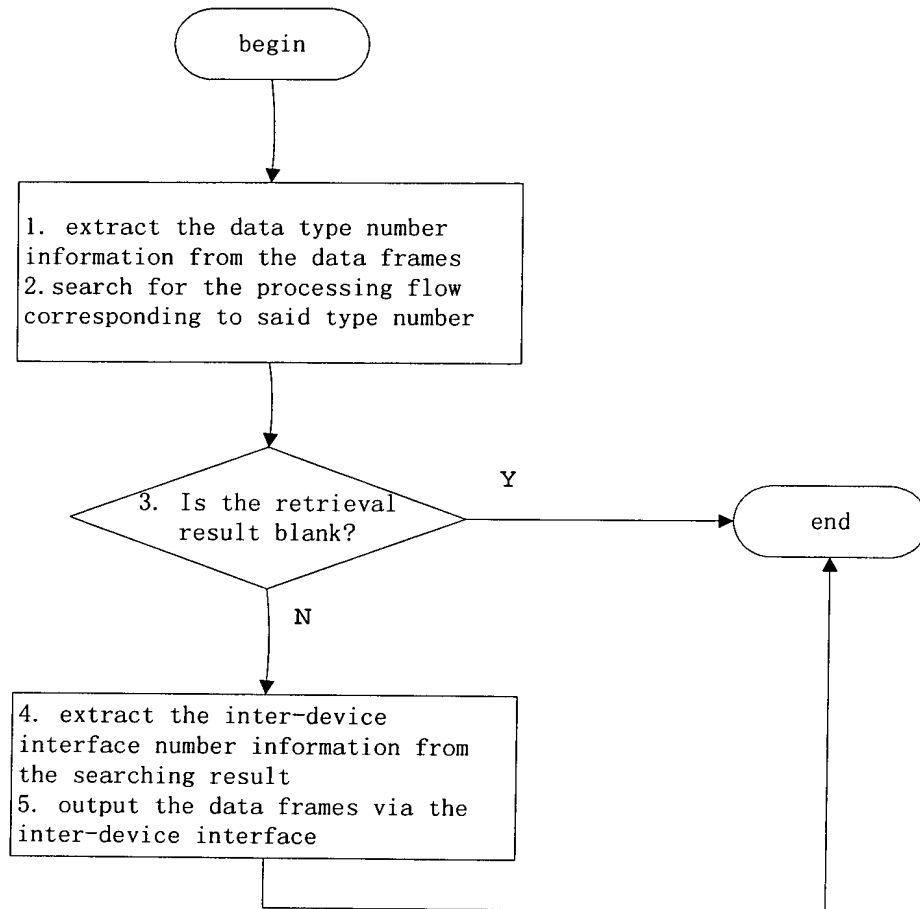 begin
1. extract the data type number
information from the data frames
2. search for the processing flow
corresponding to said type number
3. Is the retrieval
result blank?
Y
end
N
4. extract the inter-device
interface number information from
the searching result
5. output the data frames via the
inter-device interface